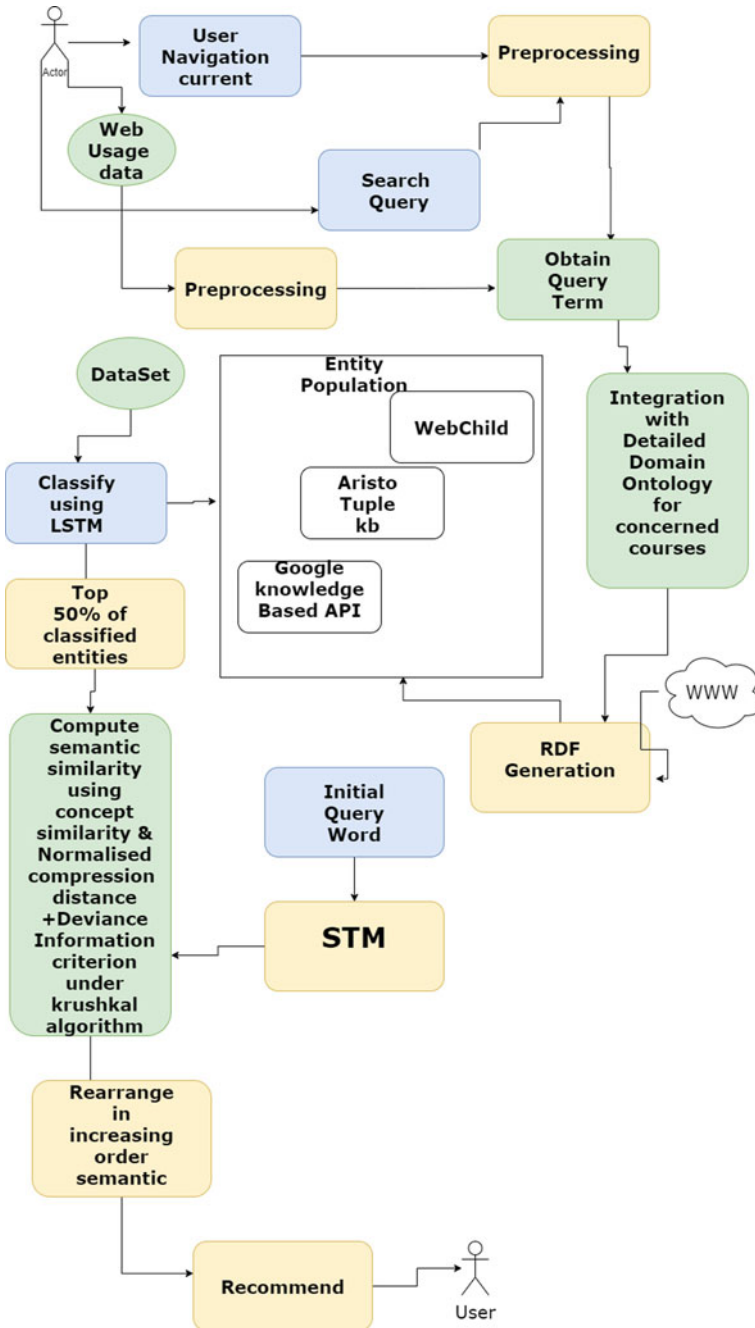 Actor
User
Navigation
current
Preprocessing
Web
Usage
data
Search
Query
Preprocessing
Obtain
Query
Term
DataSet
Entity
Population
WebChild
Aristo
Tuple
kb
Google
knowledge
Based API
Integration
with
Detailed
Domain
Ontology
for
concerned
courses
Classify
using
LSTM
Top
50% of
classified
entities
WWW
RDF
Generation
Compute
semantic
similarity
using
concept
similarity &
Normalised
compression
distance
+Deviance
Information
criterion
under
krushkal
algorithm
Initial
Query
Word
STM
Rearrange
in
increasing
order
semantic
Recommend
User